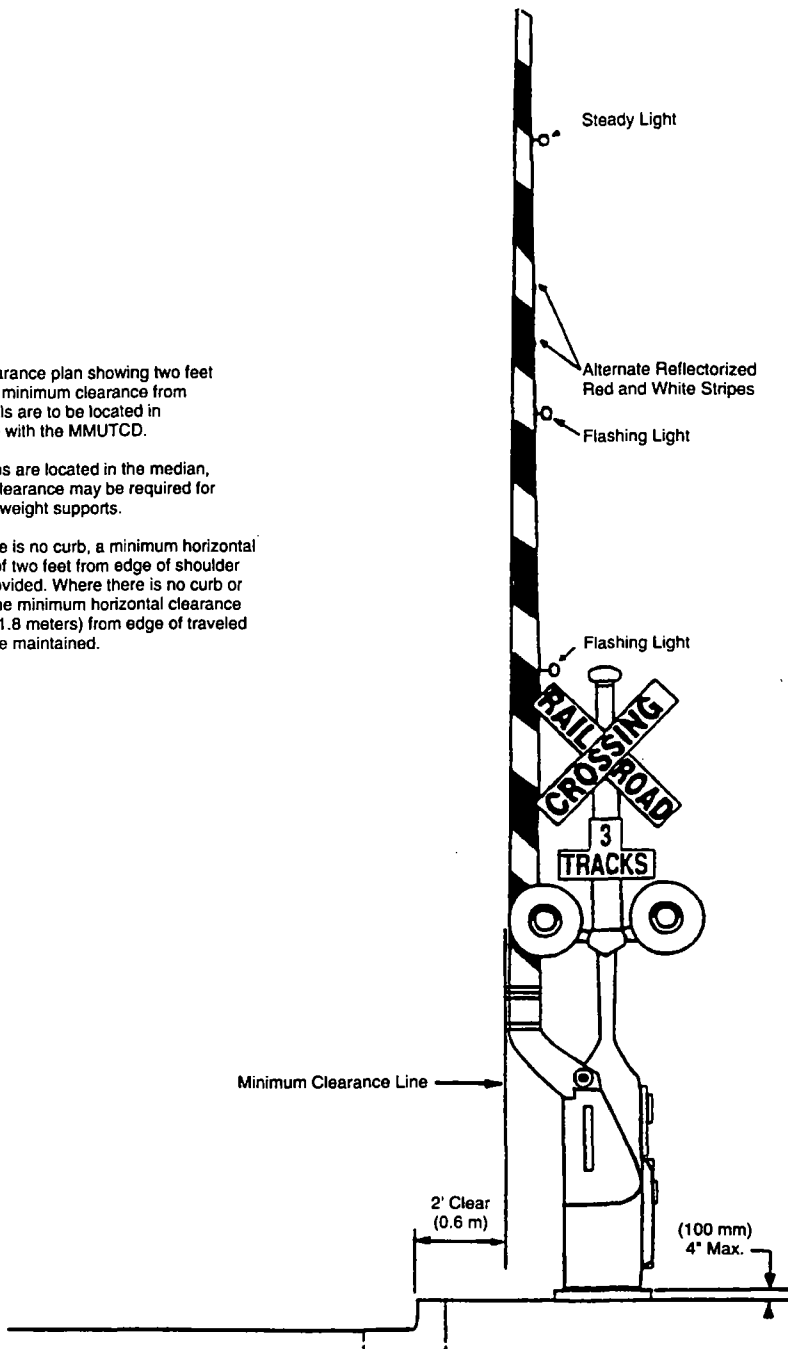 Steady Light
arance plan showing two feet
minimum clearance from
ls are to be located in
with the MMUTCD.
s are located in the median,
learance may be required for
weight supports.
e is no curb, a minimum horizontal
of two feet from edge of shoulder
ovided. Where there is no curb or
he minimum horizontal clearance
1.8 meters) from edge of traveled
e maintained.
Alternate Reflectorized
Red and White Stripes
Flashing Light
Flashing Light
RAIL ROAD
CROSSING
3
TRACKS
Minimum Clearance Line
2' Clear
(0.6 m)
(100 mm)
4" Max.